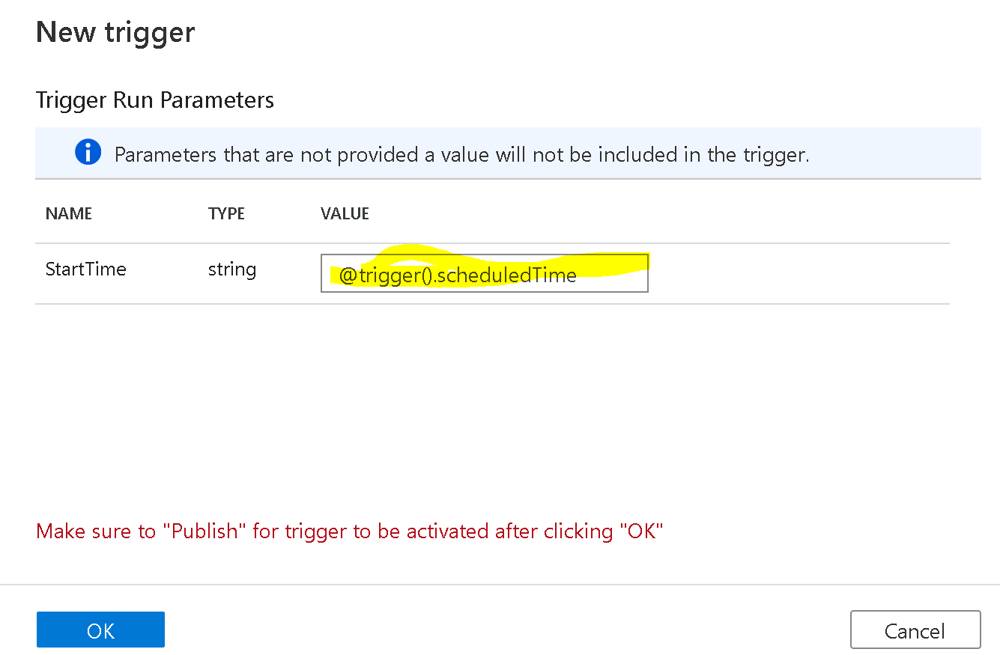 New trigger
Trigger Run Parameters
Parameters that are not provided a value will not be included in the trigger.
NAME TYPE VALUE
StartTime string @trigger().scheduledTime
Make sure to "Publish" for trigger to be activated after clicking "OK"
OK Cancel